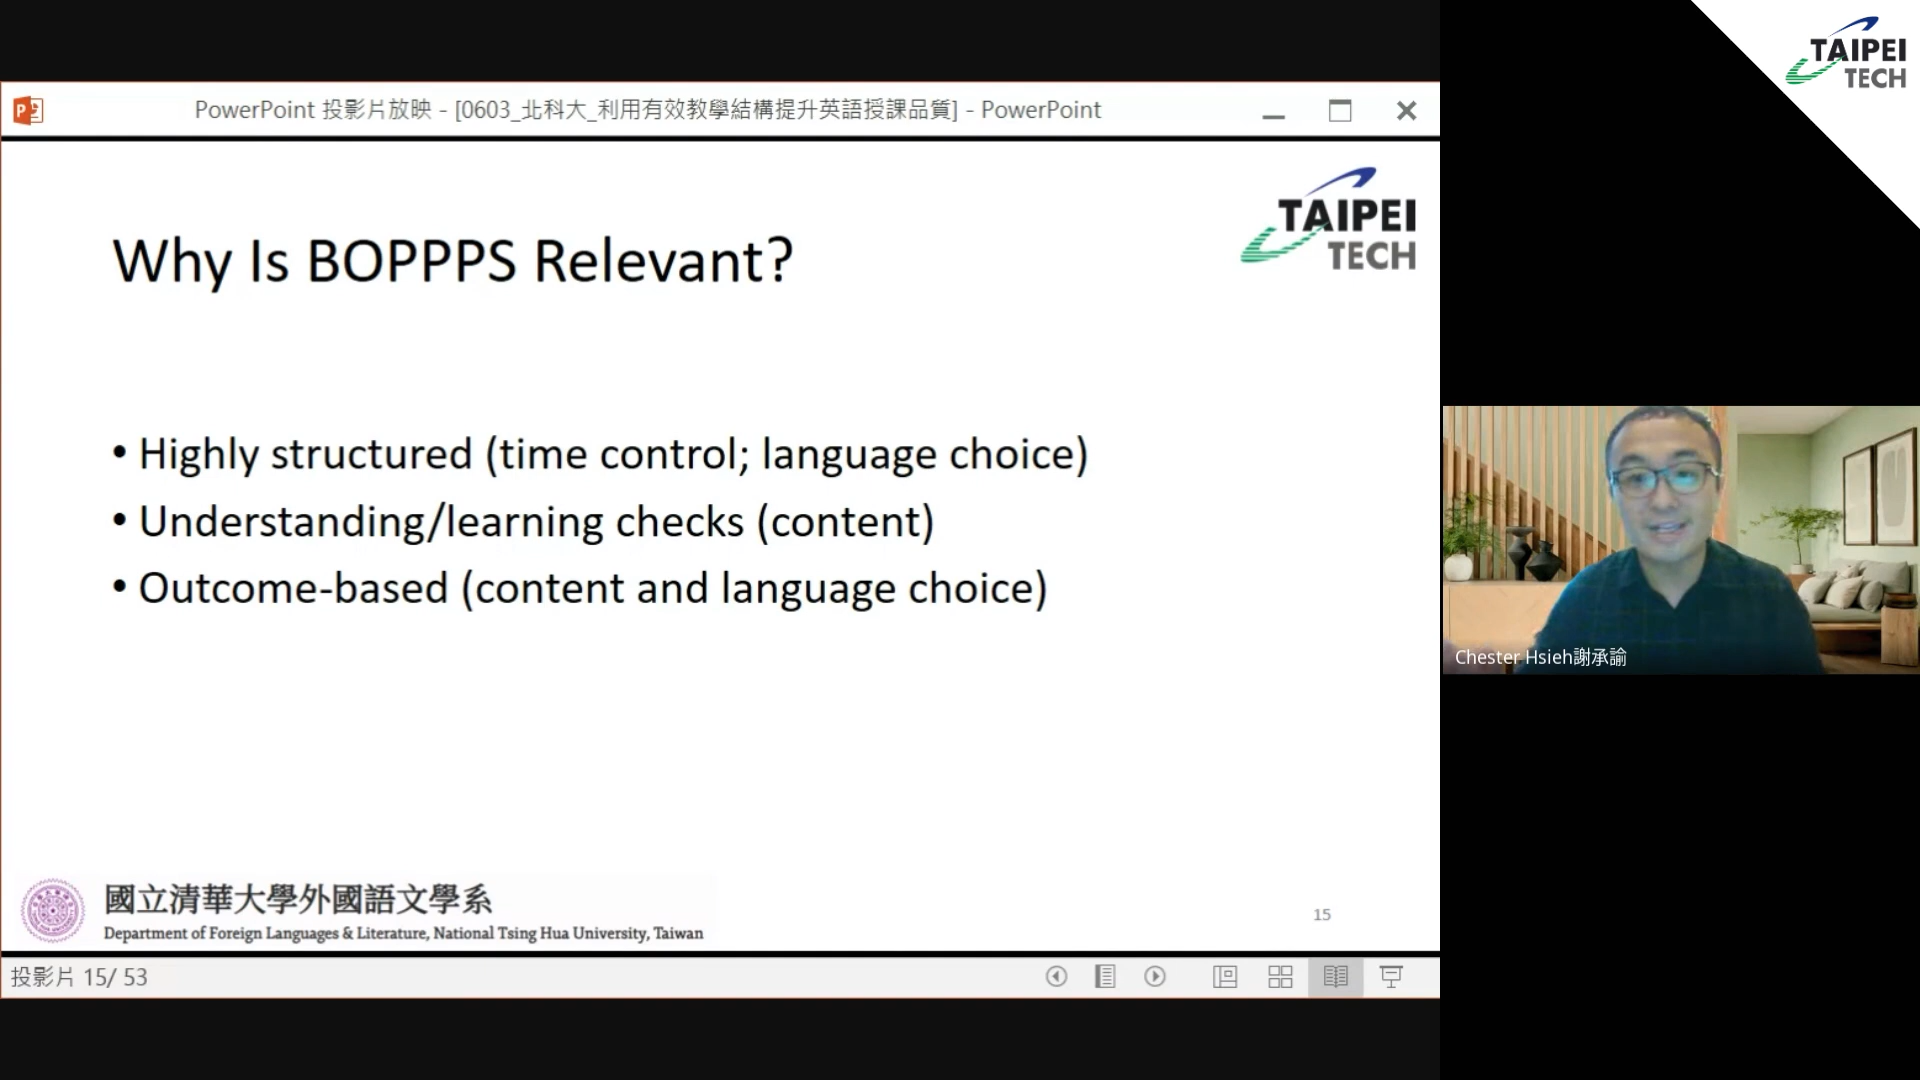 PowerPoint 投影片放映 - [0603_北科大_利用有效教學結構提升英語授課品質] - PowerPoint
TAIPEI
TECH
TAIPEI
TECH
Why Is BOPPPS Relevant?
• Highly structured (time control; language choice)
• Understanding/learning checks (content)
• Outcome-based (content and language choice)
Chester Hsieh謝承諭
國立清華大學外國語文學系
Department of Foreign Languages & Literature, National Tsing Hua University, Taiwan
15
投影片 15/ 53